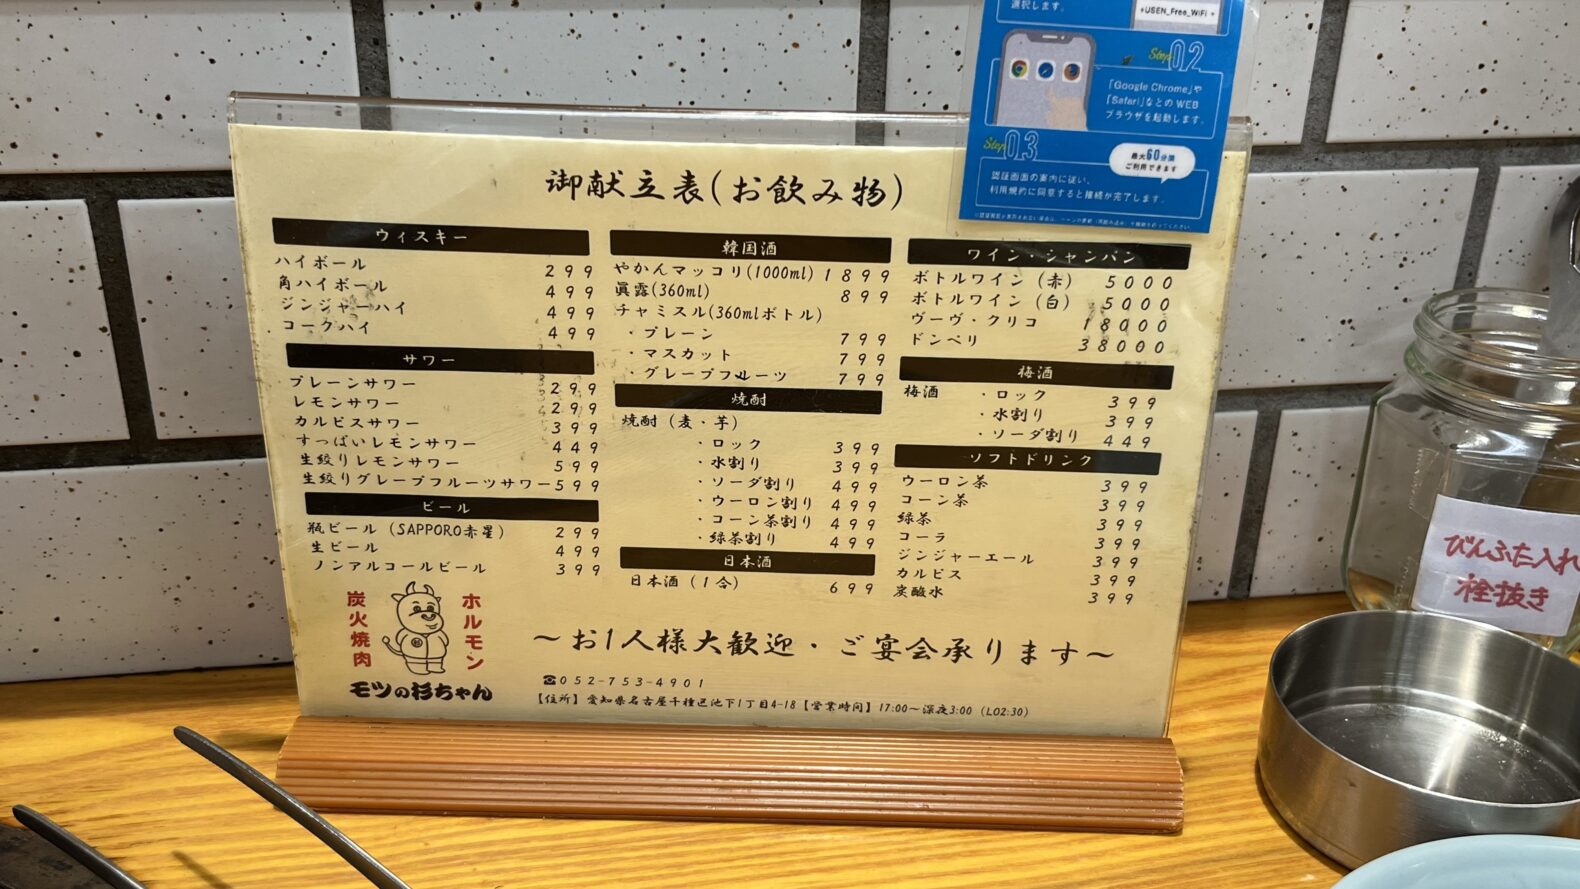 選択します。
+USEN_Free_WiFi +
Step 02
「Google Chrome」や
「Safari」などのWEB
ブラウザを起動します。
Step 03
最大60分間
ご利用できます
認証画面の案内に従い、
利用規約に同意すると接続が完了します。
御献立表(お飲み物)
ウィスキー
ハイボール 299
角ハイボール 499
ジンジャーハイ 499
コークハイ 499
サワー
プレーンサワー 299
レモンサワー 299
カルピスサワー 399
すっぱいレモンサワー 449
生絞りレモンサワー 599
生絞りグレープフルーツサワー 599
ビール
瓶ビール (SAPPORO赤星) 299
生ビール 499
ノンアルコールビール 399
韓国酒
やかんマッコリ(1000ml) 1899
眞露(360ml) 899
チャミスル(360mlボトル)
・プレーン 799
・マスカット 799
・グレープフルーツ 799
焼酎
焼酎 (麦・芋)
・ロック 399
・水割り 399
・ソーダ割り 499
・ウーロン割り 499
・コーン茶割り 499
・緑茶割り 499
日本酒
日本酒 (1合) 699
ワイン・シャンパン
ボトルワイン (赤) 5000
ボトルワイン (白) 5000
ヴーヴ・クリコ 18000
ドンペリ 38000
梅酒
梅酒 ・ロック 399
・水割り 399
・ソーダ割り 449
ソフトドリンク
ウーロン茶 399
コーン茶 399
緑茶 399
コーラ 399
ジンジャーエール 399
カルピス 399
炭酸水 399
炭火焼肉
ホルモン
モツの杉ちゃん
～お1人様大歓迎・ご宴会承ります～
☎052-753-4901
【住所】愛知県名古屋千種区池下1丁目4-18【営業時間】17:00～深夜3:00 (LO2:30)
びんふた入れ
栓抜き